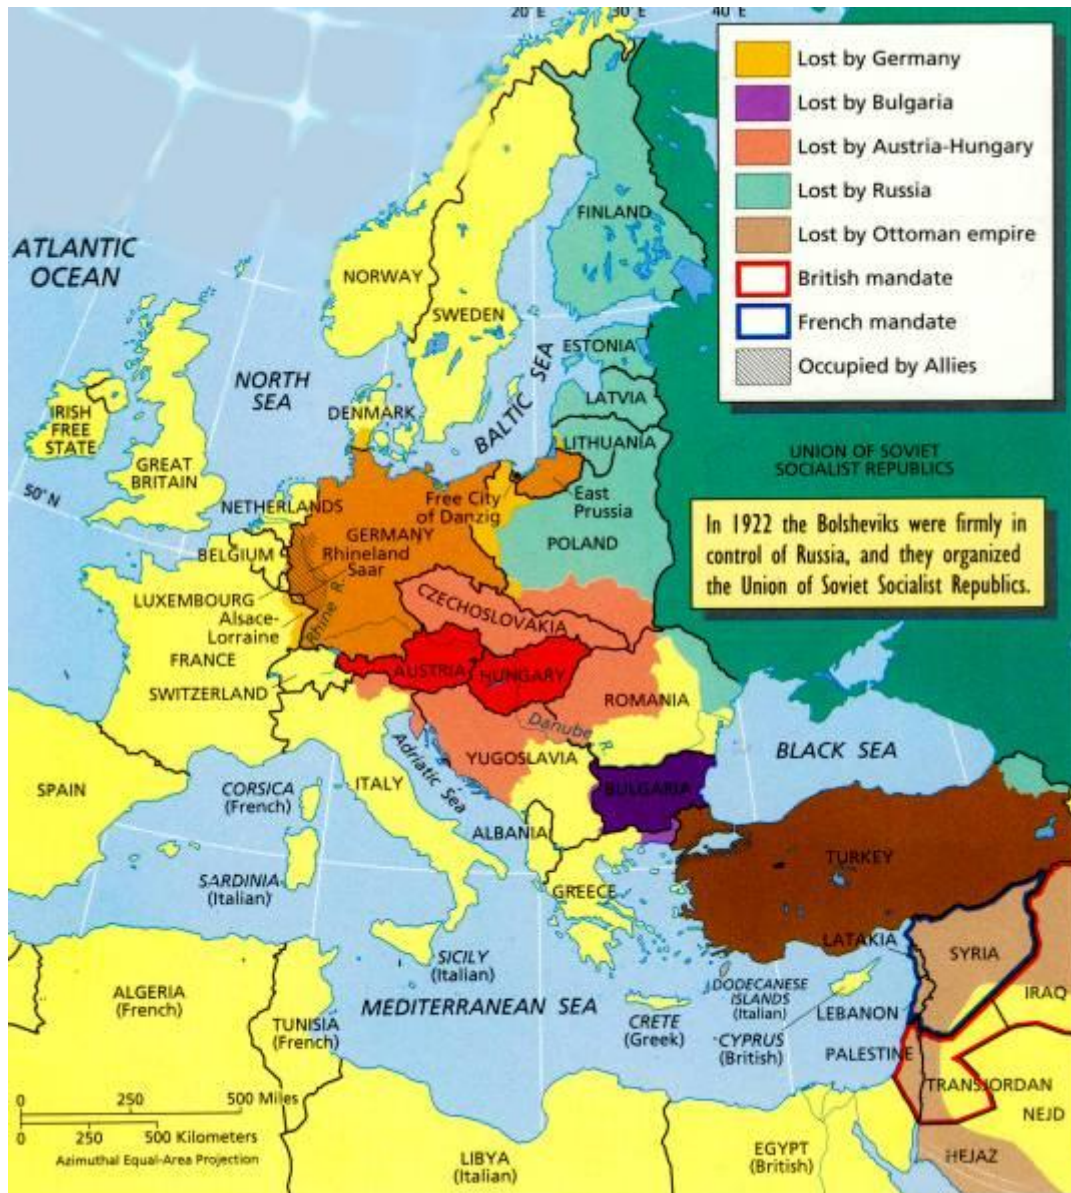 20 E
30 E
40 E
Lost by Germany
Lost by Bulgaria
Lost by Austria-Hungary
Lost by Russia
Lost by Ottoman empire
British mandate
French mandate
Occupied by Allies
ATLANTIC
OCEAN
FINLAND
NORWAY
SWEDEN
NORTH
SEA
ESTONIA
BALTIC SEA
LATVIA
DENMARK
LITHUANIA
IRISH
FREE
STATE
GREAT
BRITAIN
UNION OF SOVIET
SOCIALIST REPUBLICS
50° N
NETHERLANDS
Free City
of Danzig
East
Prussia
In 1922 the Bolsheviks were firmly in
control of Russia, and they organized
the Union of Soviet Socialist Republics.
GERMANY
POLAND
BELGIUM
Rhineland
Saar
LUXEMBOURG
Rhine R.
CZECHOSLOVAKIA
Alsace-
Lorraine
FRANCE
AUSTRIA
HUNGARY
SWITZERLAND
ROMANIA
Danube R.
BLACK SEA
Adriatic Sea
YUGOSLAVIA
SPAIN
CORSICA
(French)
ITALY
BULGARIA
ALBANIA
TURKEY
SARDINIA
(Italian)
GREECE
LATAKIA
SYRIA
SICILY
(Italian)
DODECANESE
ISLANDS
(Italian)
ALGERIA
(French)
MEDITERRANEAN SEA
IRAQ
LEBANON
TUNISIA
(French)
CRETE
(Greek)
CYPRUS
(British)
PALESTINE
TRANSJORDAN
NEJD
0 250 500 Miles
0 250 500 Kilometers
Azimuthal Equal-Area Projection
LIBYA
(Italian)
EGYPT
(British)
HEJAZ